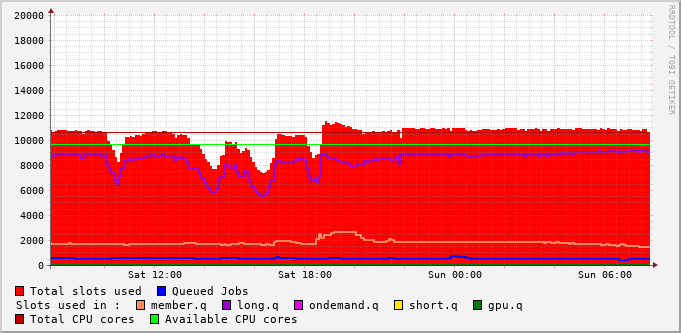 20000
18000
16000
14000
12000
10000
8000
6000
4000
2000
0
Sat 12:00 Sat 18:00 Sun 00:00 Sun 06:00
RRDTOOL / TOBI OETIKER
Total slots used Queued Jobs
Slots used in : member.q long.q ondemand.q short.q gpu.q
Total CPU cores Available CPU cores